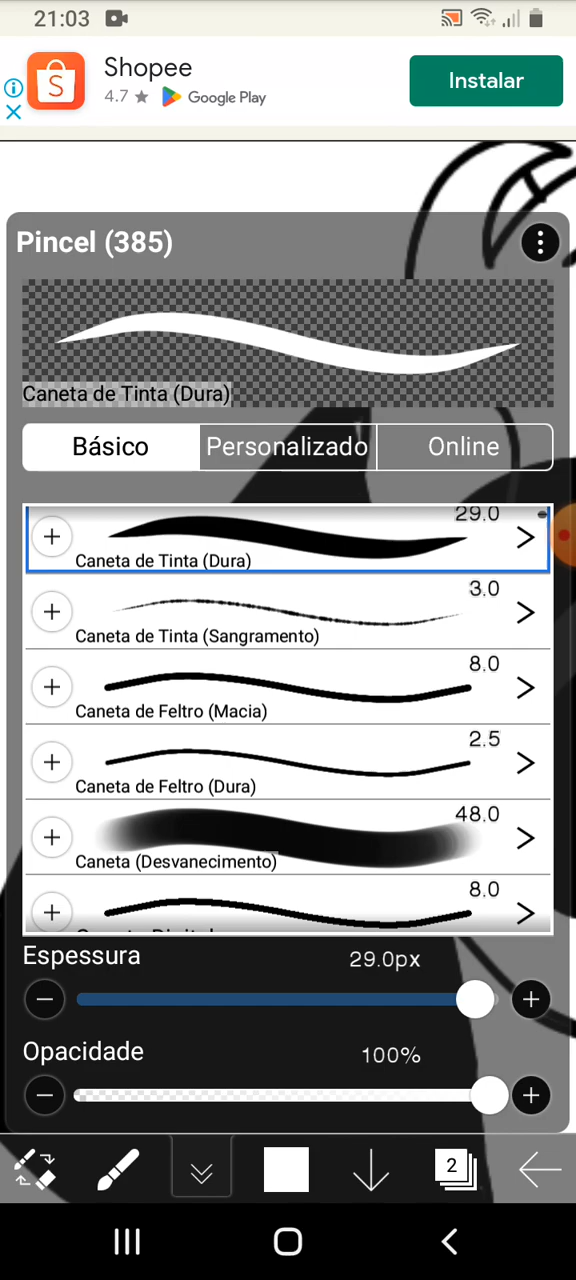 21:03
Shopee
4.7 ★ Google Play
Instalar
Pincel (385)
Caneta de Tinta (Dura)
Básico
Personalizado
Online
29.0
Caneta de Tinta (Dura)
3.0
Caneta de Tinta (Sangramento)
8.0
Caneta de Feltro (Macia)
2.5
Caneta de Feltro (Dura)
48.0
Caneta (Desvanecimento)
8.0
Espessura
29.0px
Opacidade
100%
2